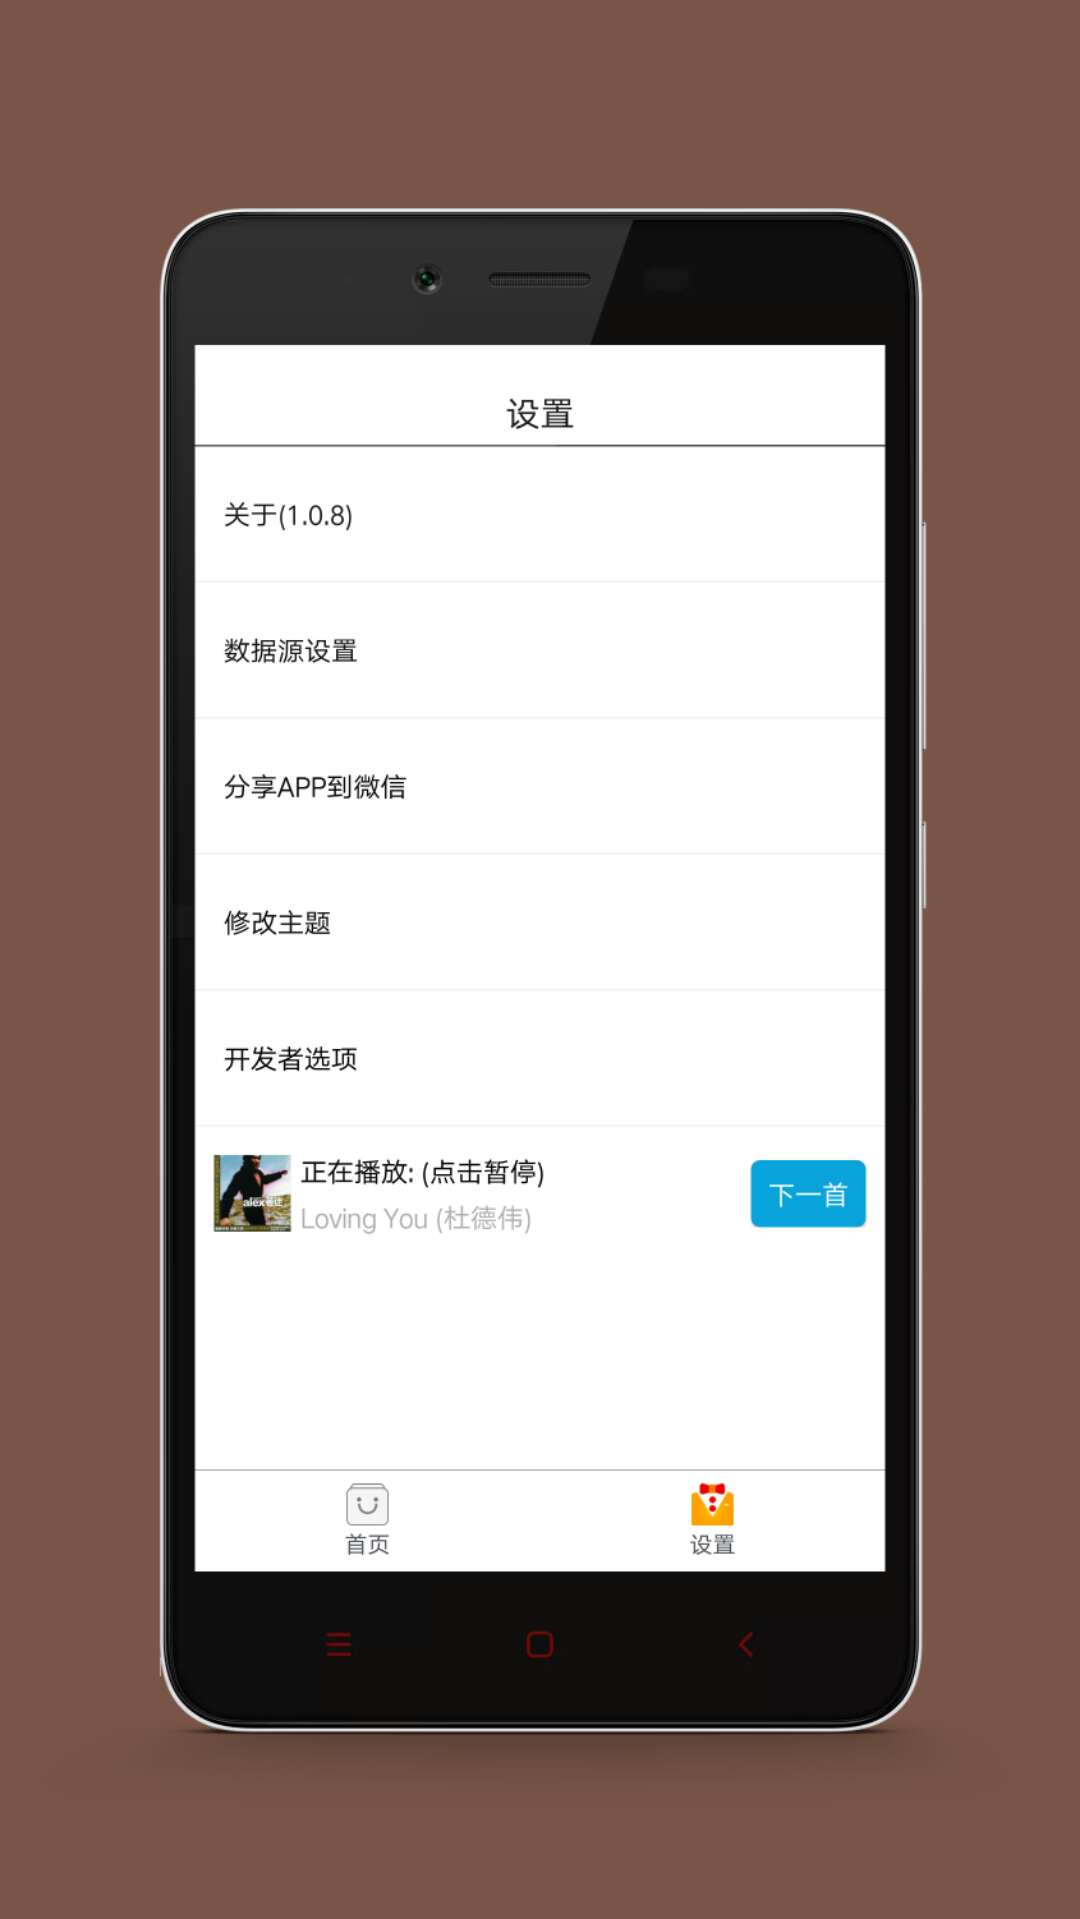 设置
关于(1.0.8)
数据源设置
分享APP到微信
修改主题
开发者选项
正在播放: (点击暂停)
Loving You (杜德伟)
下一首
alex
首页
设置